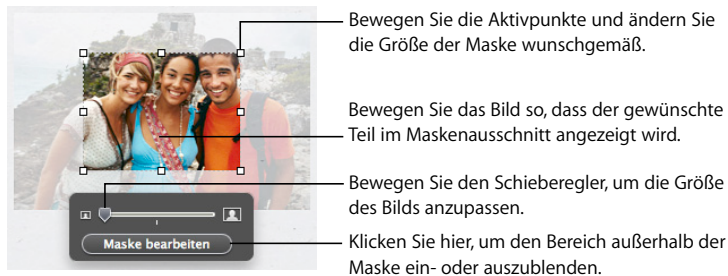 Bewegen Sie die Aktivpunkte und ändern Sie
die Größe der Maske wunschgemäß.
Bewegen Sie das Bild so, dass der gewünschte
Teil im Maskenausschnitt angezeigt wird.
Bewegen Sie den Schieberegler, um die Größe
des Bilds anzupassen.
Maske bearbeiten
Klicken Sie hier, um den Bereich außerhalb der
Maske ein- oder auszublenden.